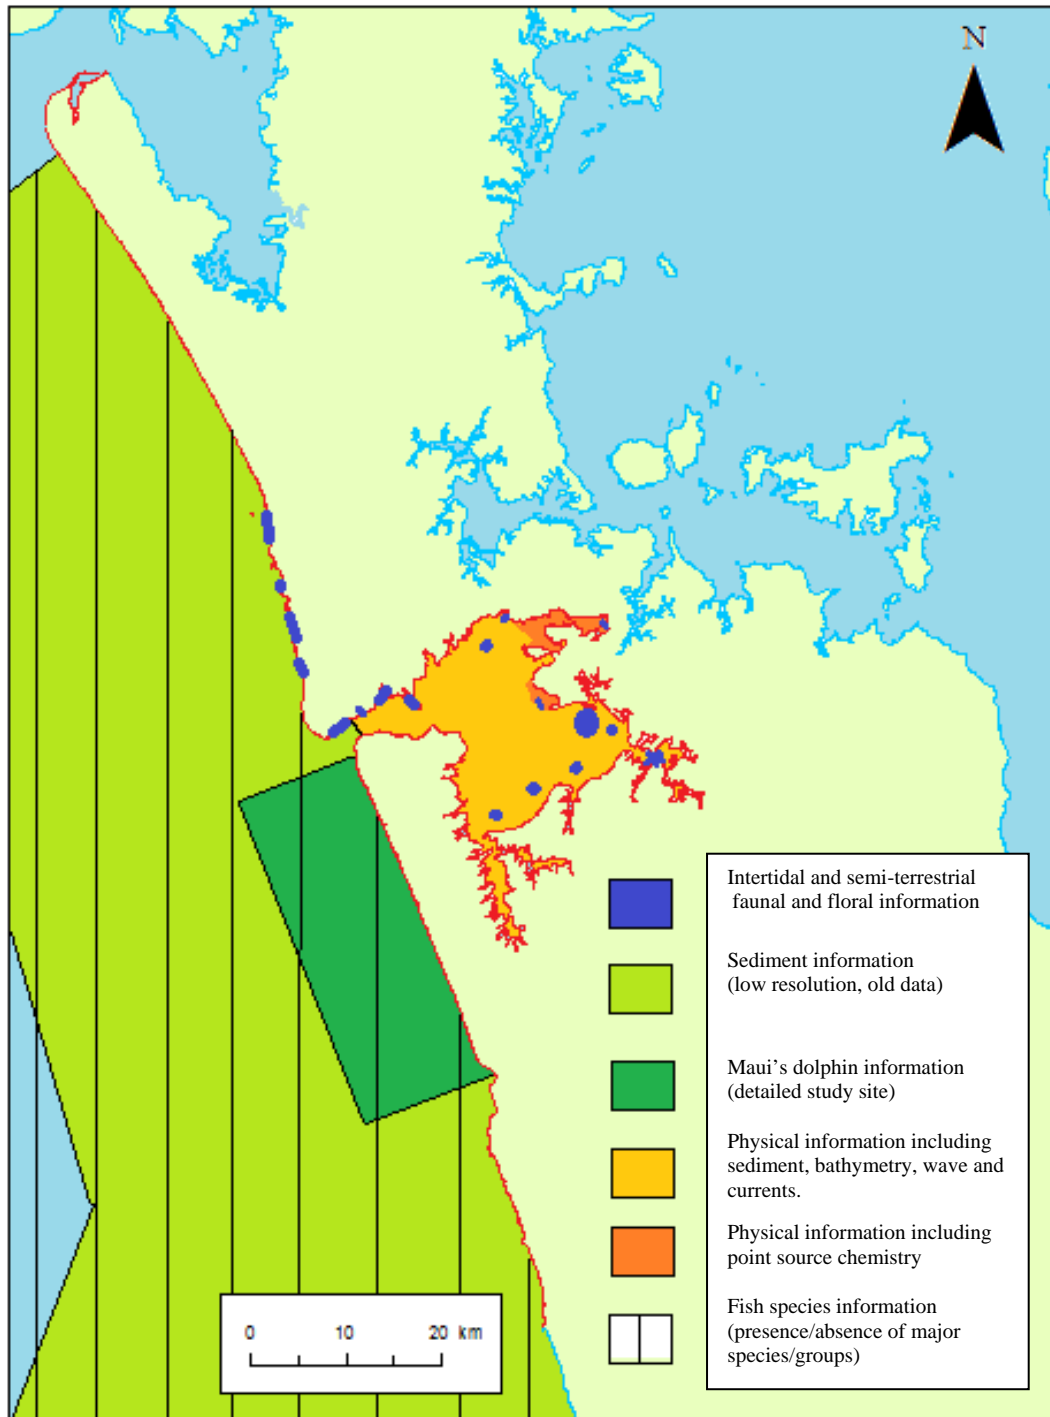 N
Intertidal and semi-terrestrial
faunal and floral information
Sediment information
(low resolution, old data)
Maui's dolphin information
(detailed study site)
Physical information including
sediment, bathymetry, wave and
currents.
Physical information including
point source chemistry
Fish species information
(presence/absence of major
species/groups)
0 10 20 km